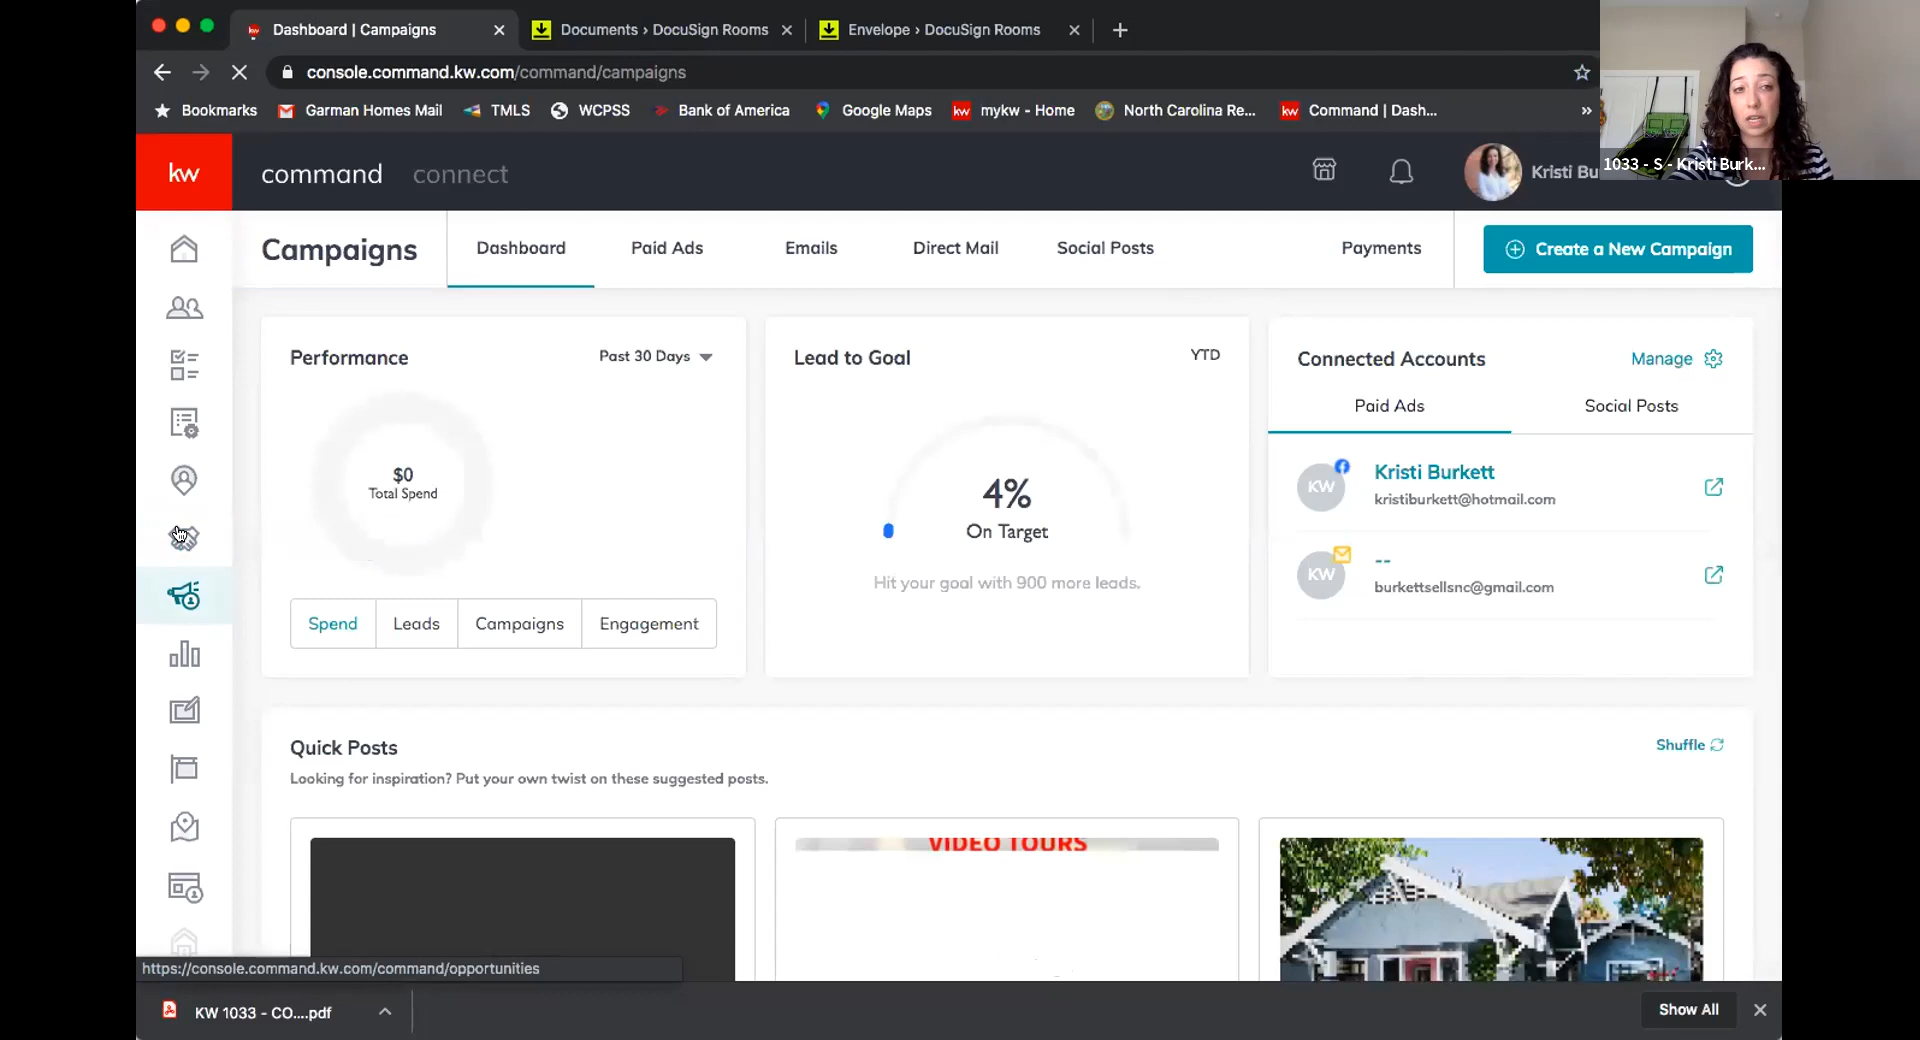 Dashboard | Campaigns
Documents › DocuSign Rooms
Envelope › DocuSign Rooms
console.command.kw.com/command/campaigns
Bookmarks
Garman Homes Mail
TMLS
WCPSS
Bank of America
Google Maps
kw
mykw - Home
North Carolina Re...
kw
Command | Dash...
»
1033 - S - Kristi Burk...
kw
command
connect
Kristi Bu
Campaigns
Dashboard
Paid Ads
Emails
Direct Mail
Social Posts
Payments
Create a New Campaign
Performance
Past 30 Days
$0
Total Spend
Spend
Leads
Campaigns
Engagement
Lead to Goal
YTD
4%
On Target
Hit your goal with 900 more leads.
Connected Accounts
Manage
Paid Ads
Social Posts
KW
Kristi Burkett
kristiburkett@hotmail.com
KW
--
burkettsellsnc@gmail.com
Quick Posts
Shuffle
Looking for inspiration? Put your own twist on these suggested posts.
VIDEO TOURS
https://console.command.kw.com/command/opportunities
KW 1033 - CO....pdf
Show All